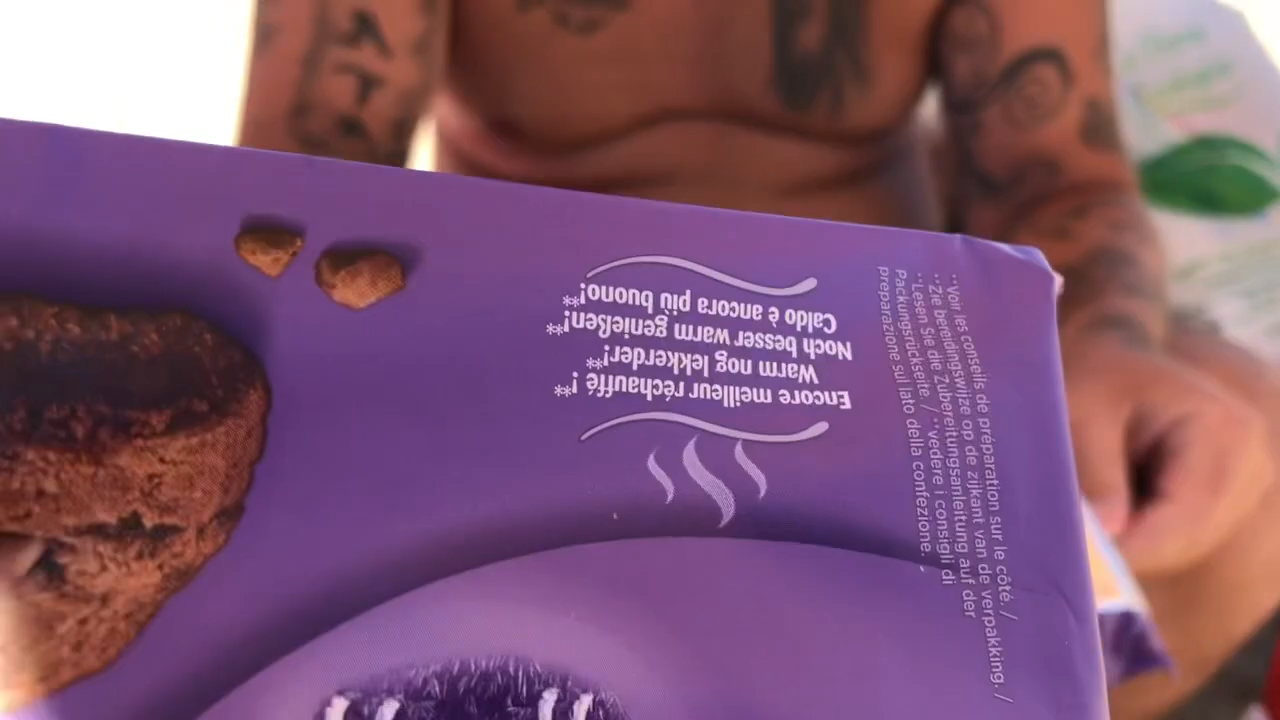 Encore meilleur réchauffé !**
Warm nog lekkerder!**
Noch besser warm genießen!**
Caldo è ancora più buono!**
**Voir les conseils de préparation sur le côté. /
**Zie bereidingswijze op de zijkant van de verpakking. /
**Lesen Sie die Zubereitungsanleitung auf der
Packungsrückseite. / **vedere i consigli di
preparazione sul lato della confezione.